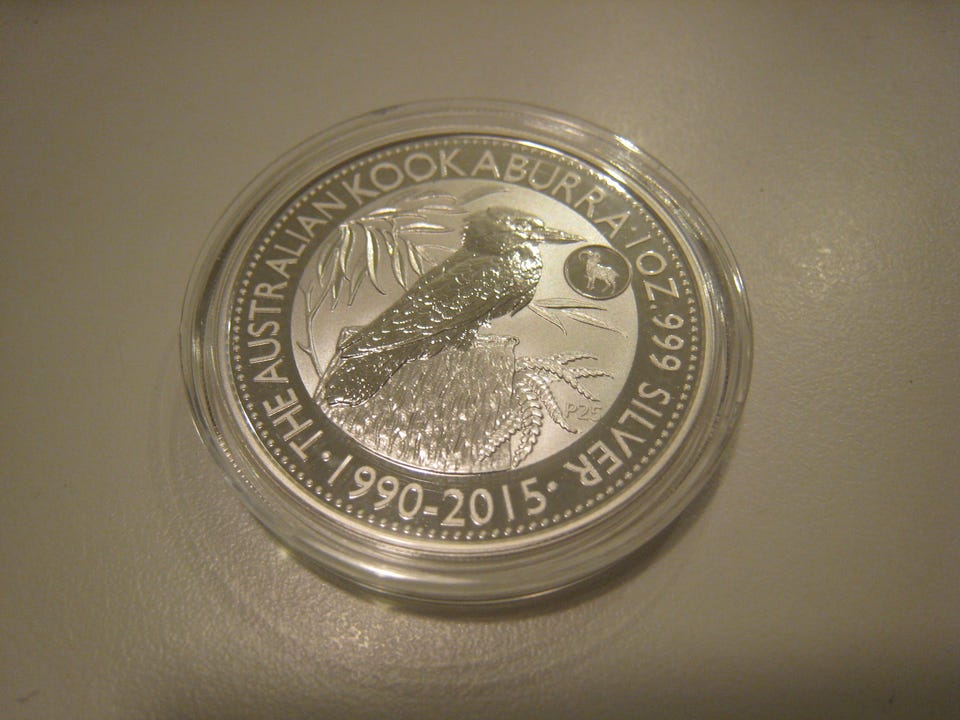 THE AUSTRALIAN KOOKABURRA · 1 OZ. 999 SILVER
· 1990-2015 ·
P25